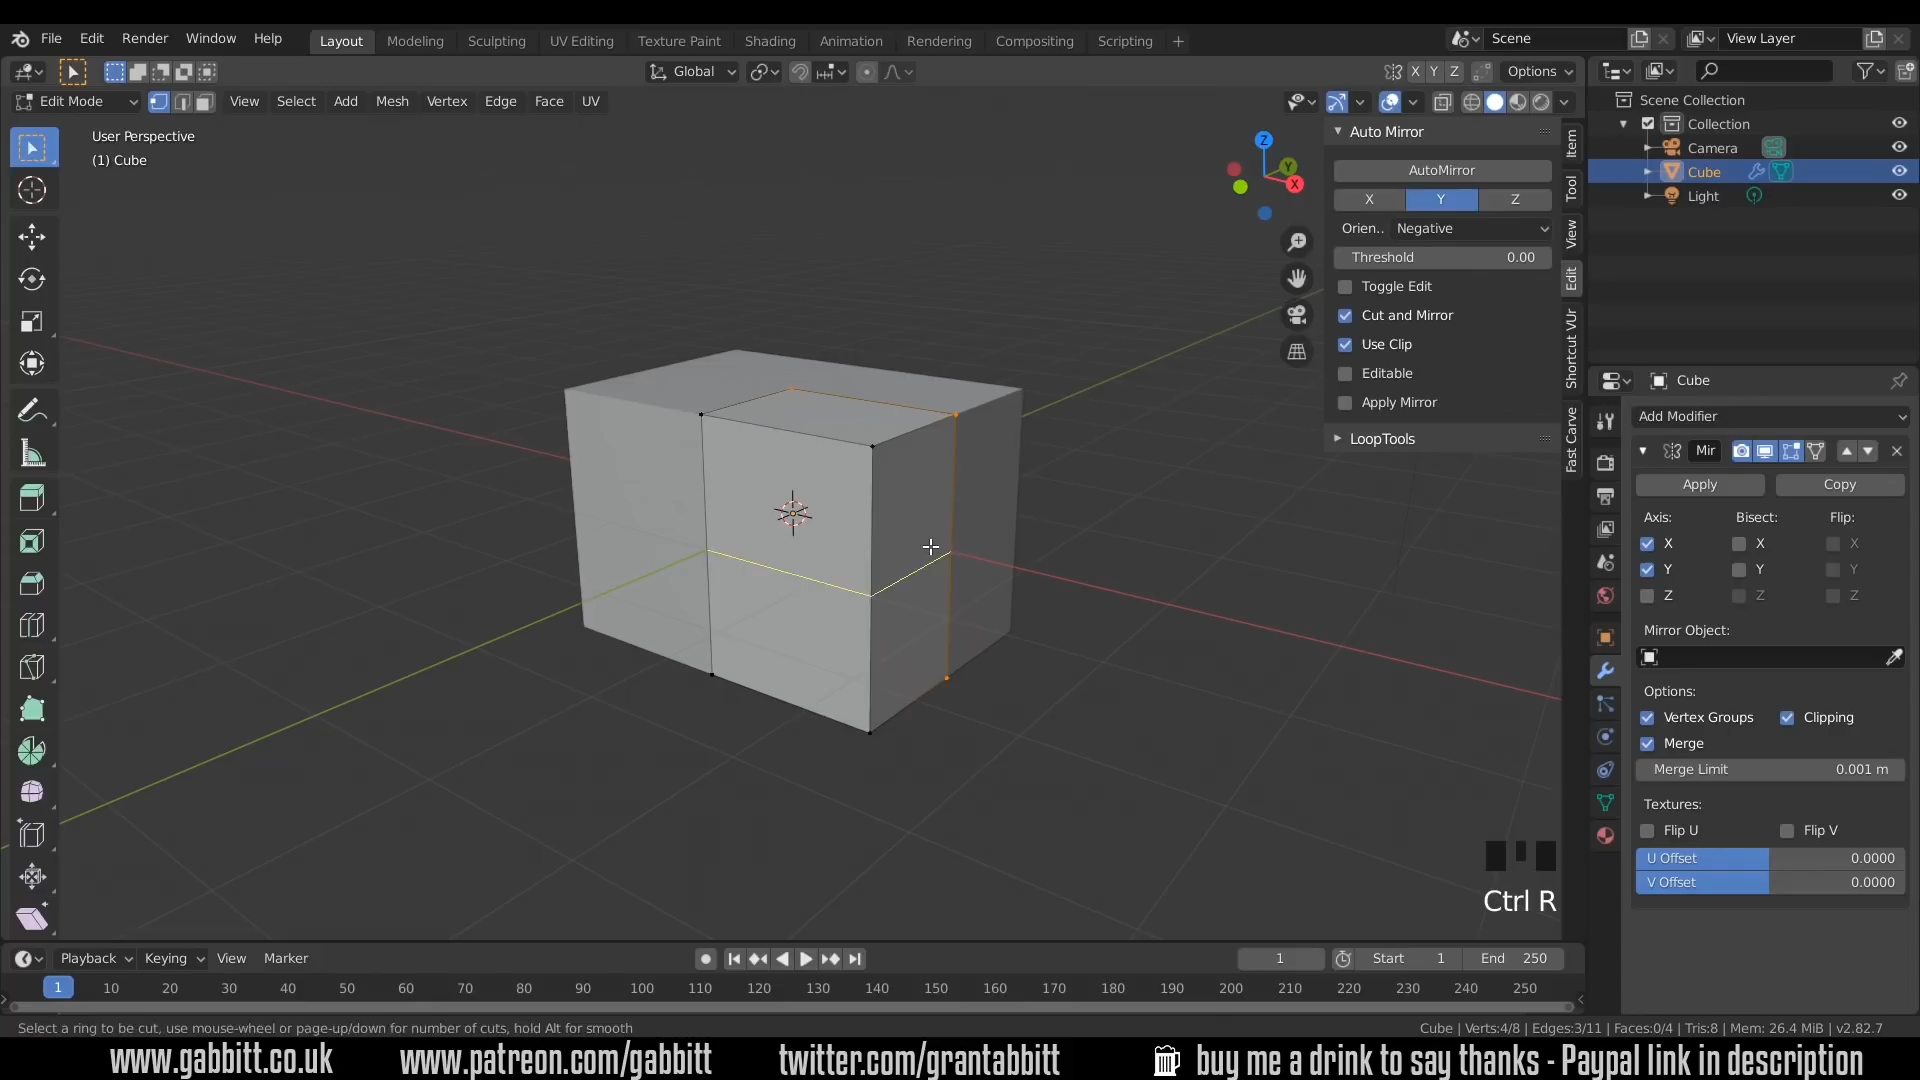 File Edit Render Window Help Layout Modeling Sculpting UV Editing Texture Paint Shading Animation Rendering Compositing Scripting + Scene View Layer
Global X Y Z Options
Edit Mode View Select Add Mesh Vertex Edge Face UV
User Perspective
(1) Cube
Z
Y
X
Auto Mirror
AutoMirror
X Y Z
Orien.. Negative
Threshold 0.00
Toggle Edit
Cut and Mirror
Use Clip
Editable
Apply Mirror
LoopTools
Item
Tool
View
Edit
Shortcut VUr
Fast Carve
Scene Collection
Collection
Camera
Cube
Light
Cube
Add Modifier
Mir
Apply Copy
Axis: Bisect: Flip:
X X X
Y Y Y
Z Z Z
Mirror Object:
Options:
Vertex Groups Clipping
Merge
Merge Limit 0.001 m
Textures:
Flip U Flip V
U Offset 0.0000
V Offset 0.0000
Ctrl R
Playback Keying View Marker 1 Start 1 End 250
1 10 20 30 40 50 60 70 80 90 100 110 120 130 140 150 160 170 180 190 200 210 220 230 240 250
Select a ring to be cut, use mouse-wheel or page-up/down for number of cuts, hold Alt for smooth Cube | Verts:4/8 | Edges:3/11 | Faces:0/4 | Tris:8 | Mem: 26.4 MiB | v2.82.7
www.gabbitt.co.uk www.patreon.com/gabbitt twitter.com/grantabbitt buy me a drink to say thanks - Paypal link in description